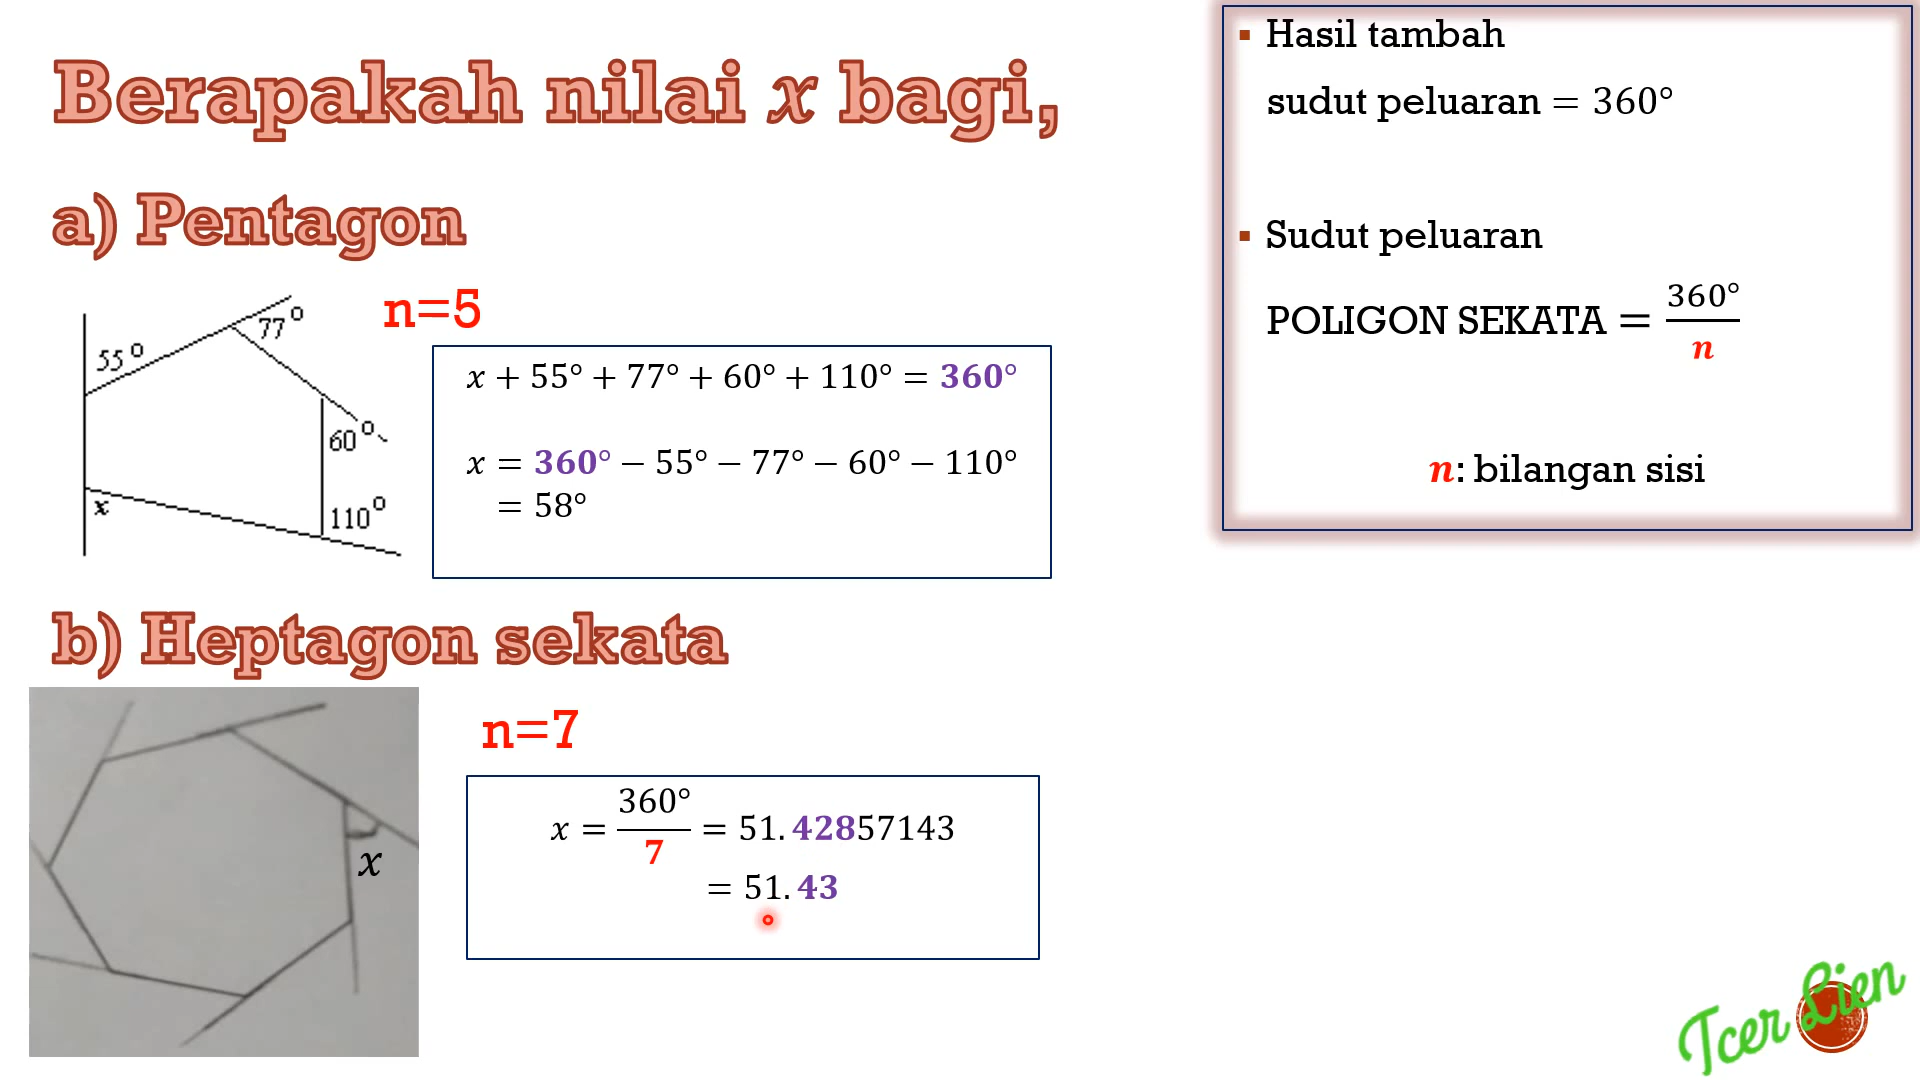 Berapakah nilai x bagi,
a) Pentagon
n=5
55°
77°
60°
110°
x
x + 55° + 77° + 60° + 110° = 360°
x = 360° − 55° − 77° − 60° − 110°
= 58°
b) Heptagon sekata
n=7
x
x = 360°/7 = 51.42857143
= 51.43
▪ Hasil tambah
sudut peluaran = 360°
▪ Sudut peluaran
POLIGON SEKATA = 360°/n
n: bilangan sisi
Tcer Lien